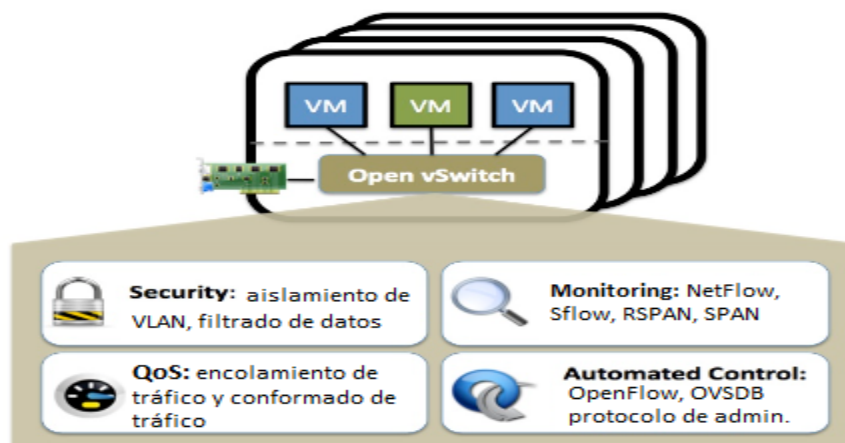 VM VM VM
Open vSwitch
Security: aislamiento de
VLAN, filtrado de datos
Monitoring: NetFlow,
Sflow, RSPAN, SPAN
QoS: encolamiento de
tráfico y conformado de
tráfico
Automated Control:
OpenFlow, OVSDB
protocolo de admin.